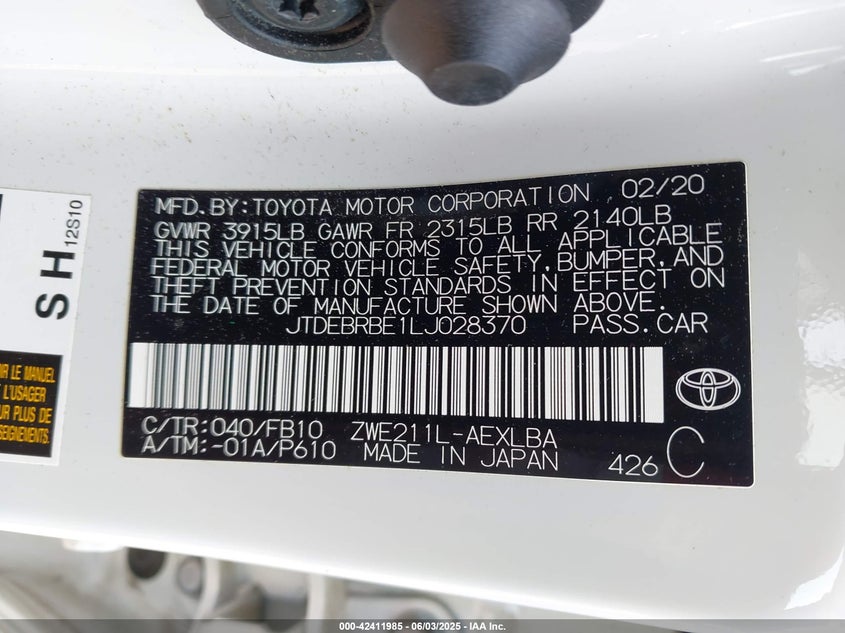 MFD. BY: TOYOTA MOTOR CORPORATION 02/20
GVWR 3915LB GAWR FR 2315LB RR 2140LB
THIS VEHICLE CONFORMS TO ALL APPLICABLE
FEDERAL MOTOR VEHICLE SAFETY, BUMPER, AND
THEFT PREVENTION STANDARDS IN EFFECT ON
THE DATE OF MANUFACTURE SHOWN ABOVE.
JTDEBRBE1LJ028370 PASS. CAR
C/TR: 040/FB10 ZWE211L-AEXLBA
A/TM: -01A/P610 MADE IN JAPAN 426 C
SH 12S10
LE MANUEL
L'USAGER
PLUS DE
000-42411985 - 06/03/2025 - IAA, Inc.